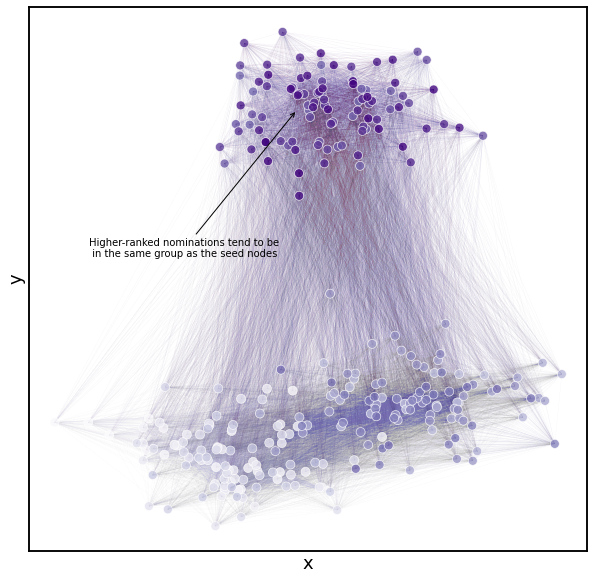 Higher-ranked nominations tend to be
in the same group as the seed nodes
y
x